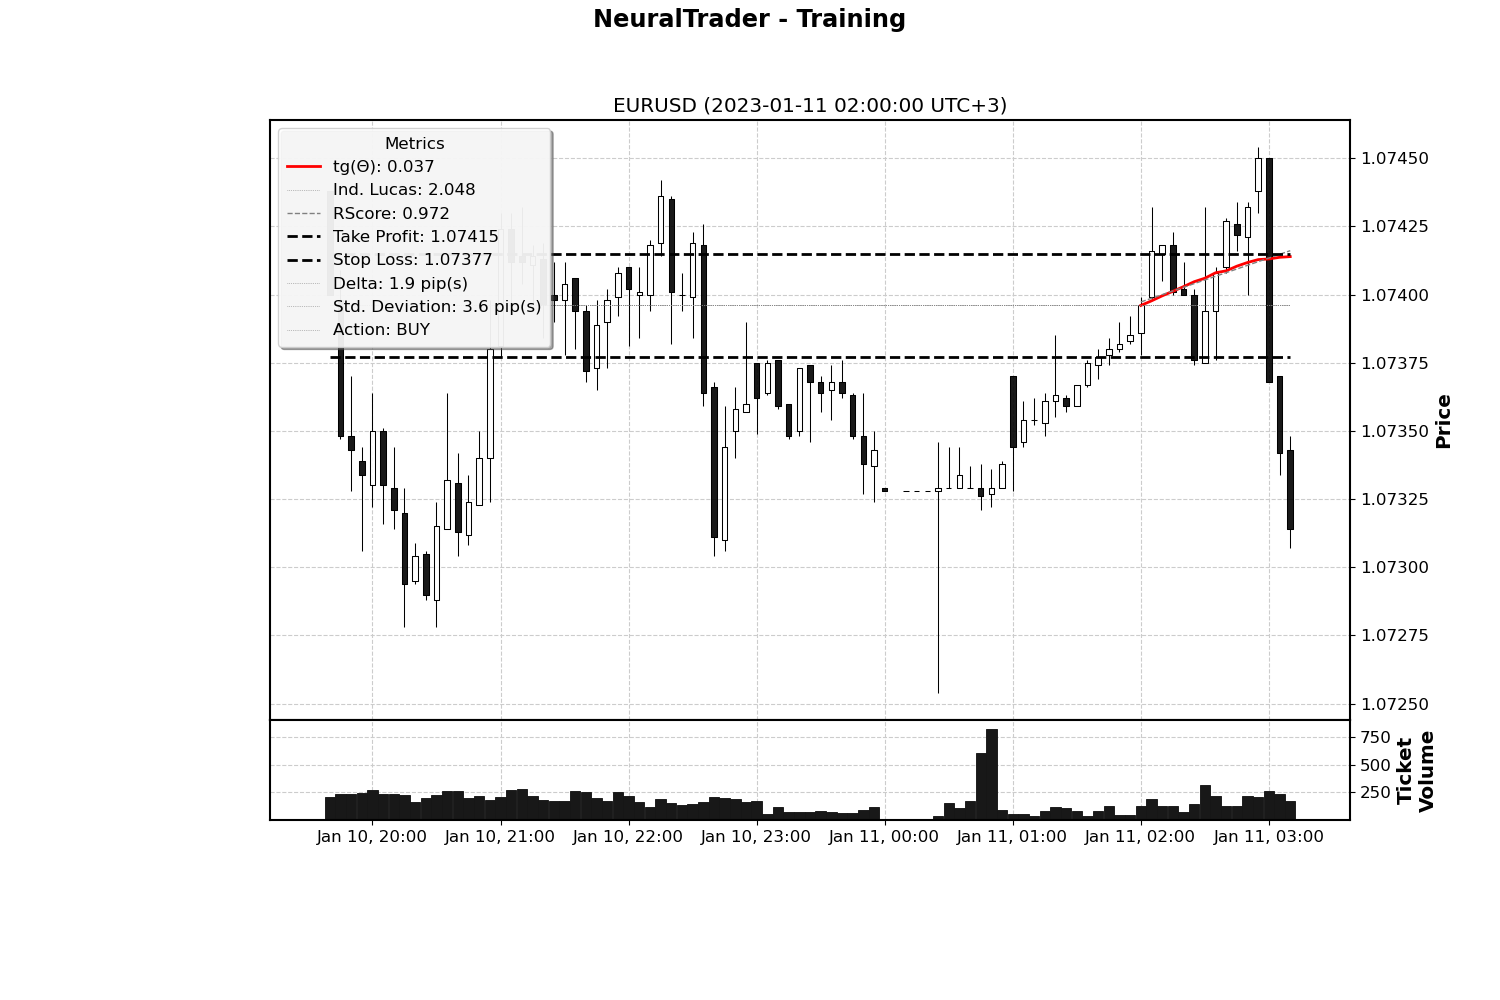 NeuralTrader - Training
EURUSD (2023-01-11 02:00:00 UTC+3)
Metrics
tg(Θ): 0.037
Ind. Lucas: 2.048
RScore: 0.972
Take Profit: 1.07415
Stop Loss: 1.07377
Delta: 1.9 pip(s)
Std. Deviation: 3.6 pip(s)
Action: BUY
1.07450
1.07425
1.07400
1.07375
1.07350
1.07325
1.07300
1.07275
1.07250
Price
750
500
250
Ticket
Volume
Jan 10, 20:00
Jan 10, 21:00
Jan 10, 22:00
Jan 10, 23:00
Jan 11, 00:00
Jan 11, 01:00
Jan 11, 02:00
Jan 11, 03:00